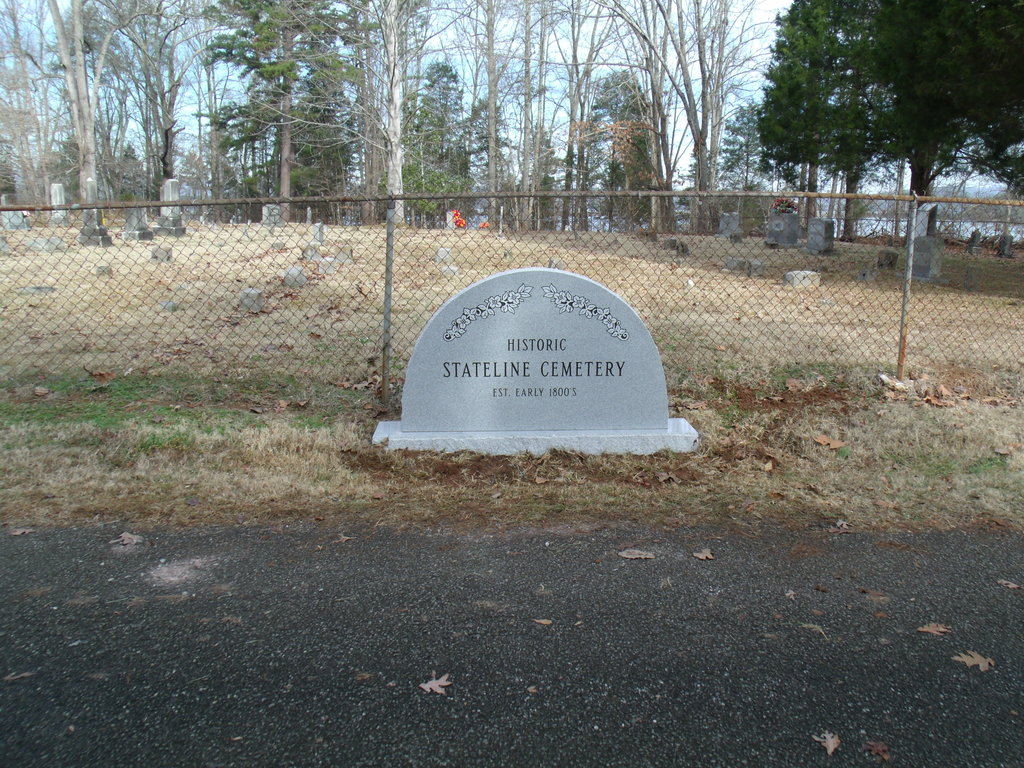 HISTORIC
STATELINE CEMETERY
EST. EARLY 1800'S